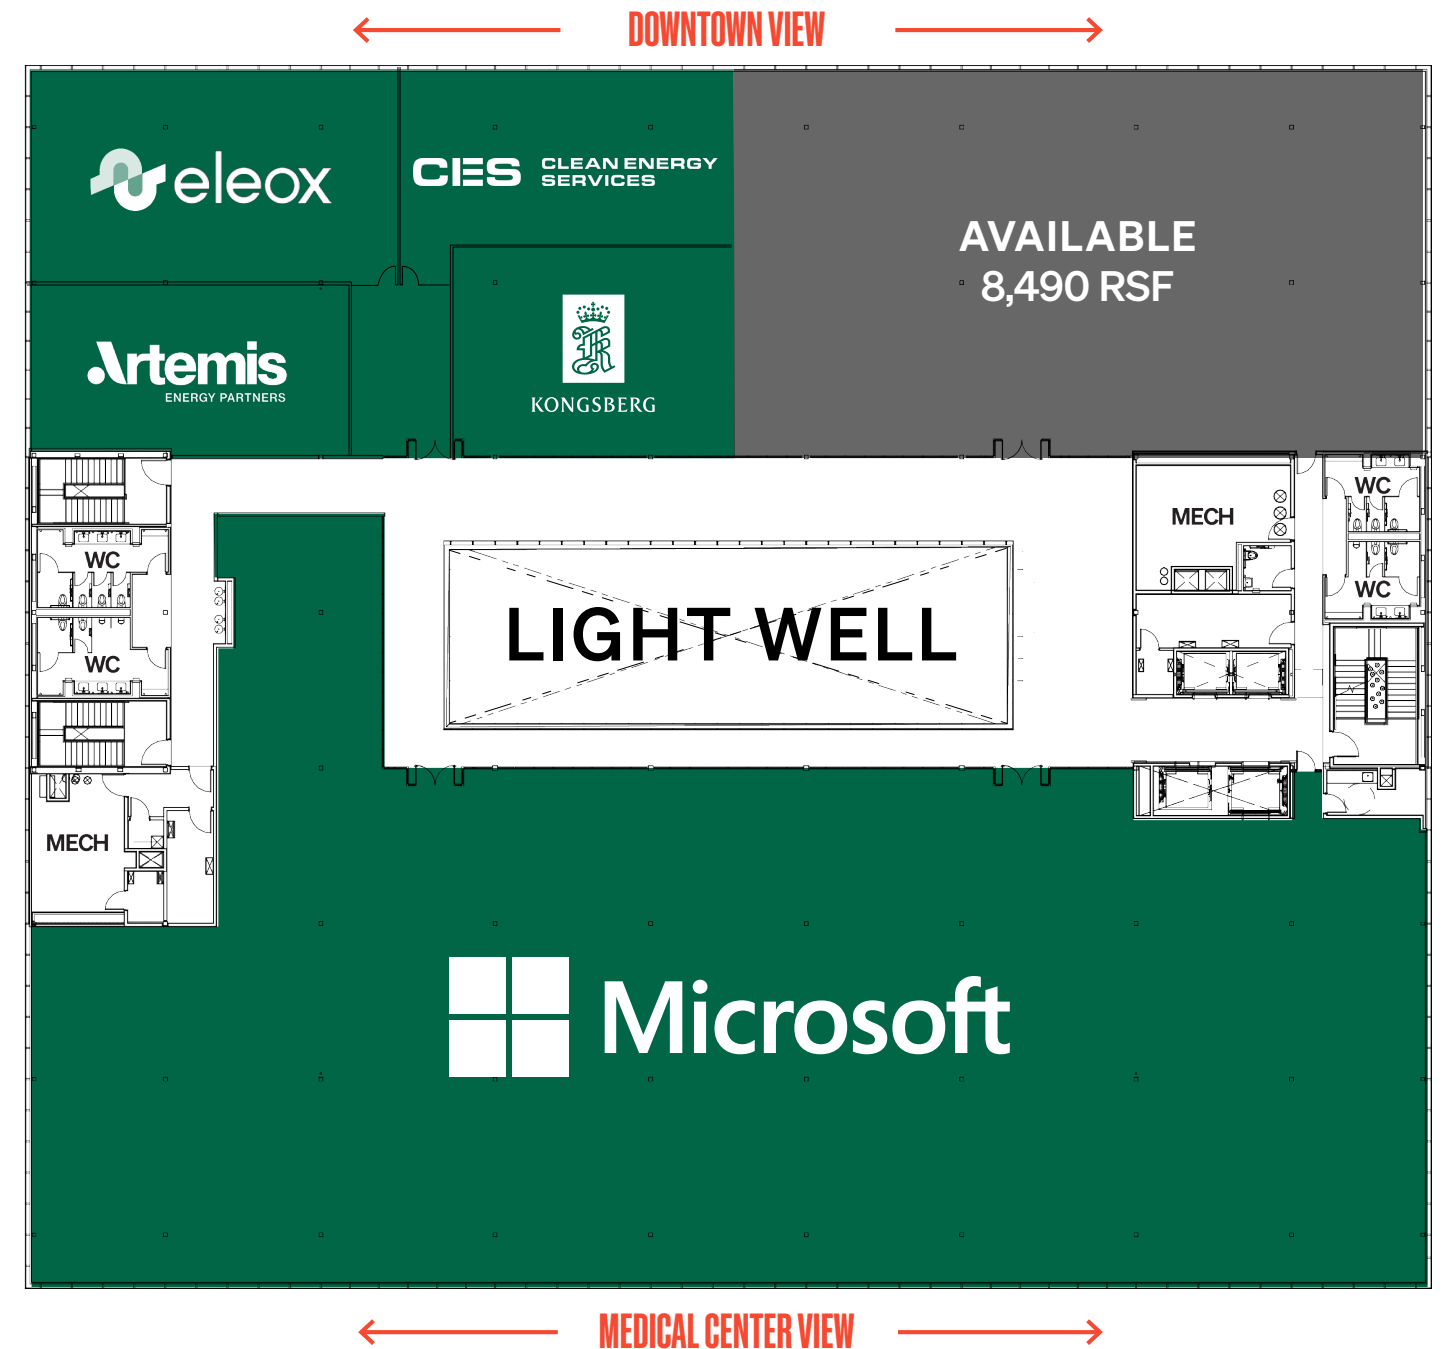 DOWNTOWN VIEW
eleox
CES CLEAN ENERGY
SERVICES
AVAILABLE
8,490 RSF
Artemis
ENERGY PARTNERS
KONGSBERG
WC
MECH
WC
WC
WC
LIGHT WELL
MECH
Microsoft
MEDICAL CENTER VIEW